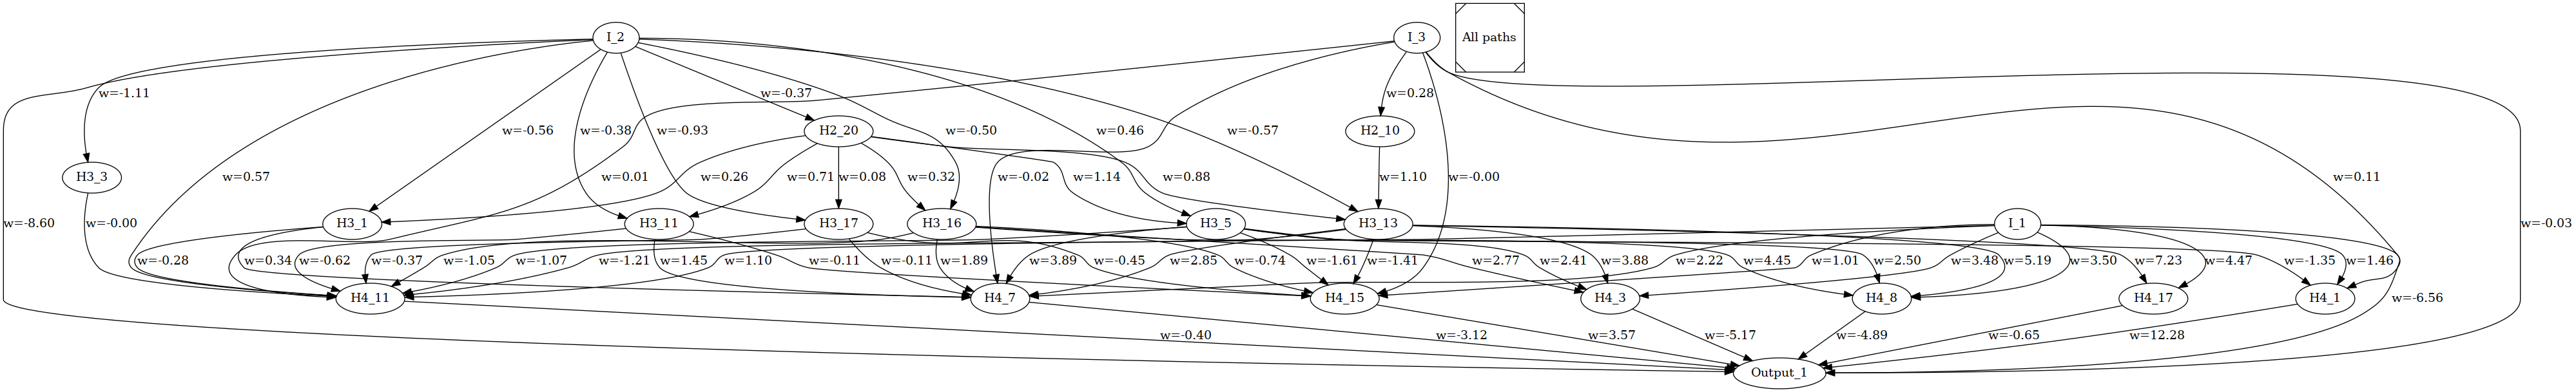 I_2
I_3
All paths
w=-1.11
w=-0.37
w=0.28
w=-0.56
w=-0.38
w=-0.93
H2_20
w=-0.50
w=0.46
w=-0.57
H2_10
H3_3
w=0.57
w=0.01
w=0.26
w=0.71
w=0.08
w=0.32
w=-0.02
w=1.14
w=0.88
w=1.10
w=-0.00
w=0.11
w=-8.60
w=-0.00
H3_1
H3_11
H3_17
H3_16
H3_5
H3_13
I_1
w=-0.03
w=-0.28
w=0.34
w=-0.62
w=-0.37
w=-1.05
w=-1.07
w=-1.21
w=1.45
w=1.10
w=-0.11
w=-0.11
w=1.89
w=3.89
w=-0.45
w=2.85
w=-0.74
w=-1.61
w=-1.41
w=2.77
w=2.41
w=3.88
w=2.22
w=4.45
w=1.01
w=2.50
w=3.48
w=5.19
w=3.50
w=7.23
w=4.47
w=-1.35
w=1.46
H4_11
H4_7
H4_15
H4_3
H4_8
H4_17
H4_1
w=-6.56
w=-0.40
w=-3.12
w=3.57
w=-5.17
w=-4.89
w=-0.65
w=12.28
Output_1